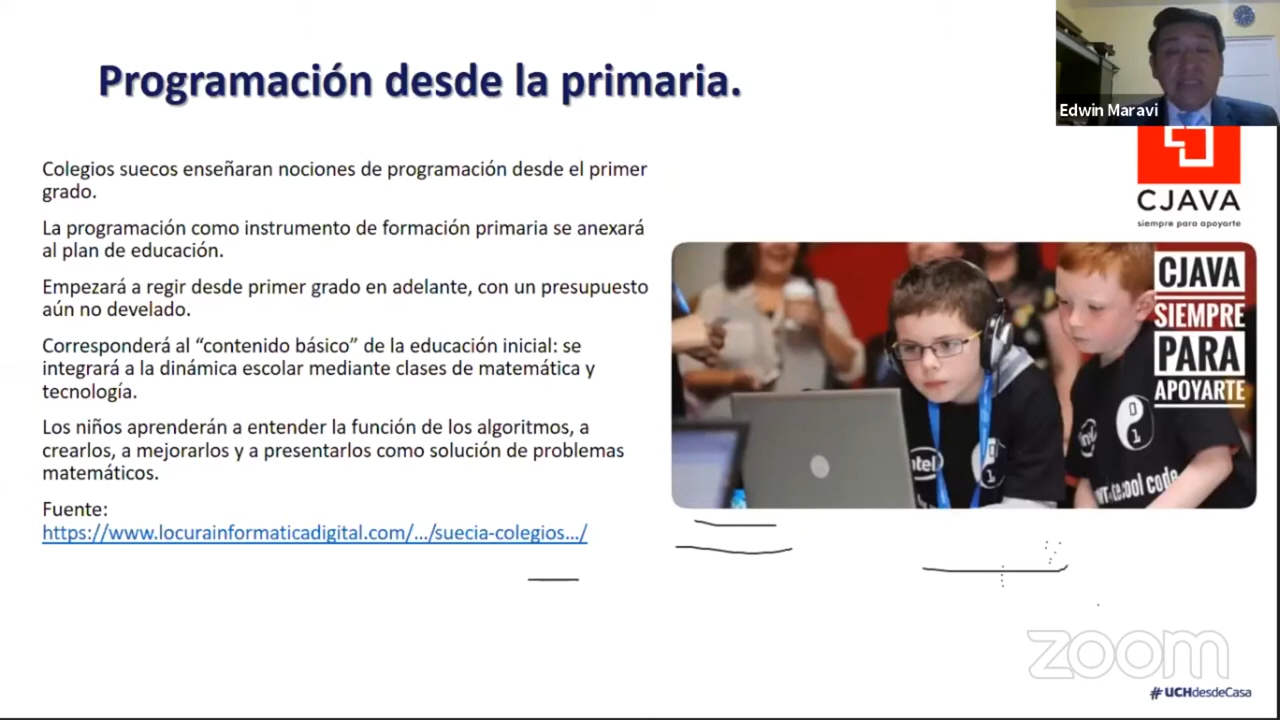 Programación desde la primaria.
Edwin Maravi
CJAVA
siempre para apoyarte
Colegios suecos enseñaran nociones de programación desde el primer
grado.
La programación como instrumento de formación primaria se anexará
al plan de educación.
Empezará a regir desde primer grado en adelante, con un presupuesto
aún no develado.
Corresponderá al “contenido básico” de la educación inicial: se
integrará a la dinámica escolar mediante clases de matemática y
tecnología.
Los niños aprenderán a entender la función de los algoritmos, a
crearlos, a mejorarlos y a presentarlos como solución de problemas
matemáticos.
Fuente:
https://www.locurainformaticadigital.com/.../suecia-colegios.../
CJAVA
SIEMPRE
PARA
APOYARTE
intel
0
1
code
zoom
#UCHdesdeCasa